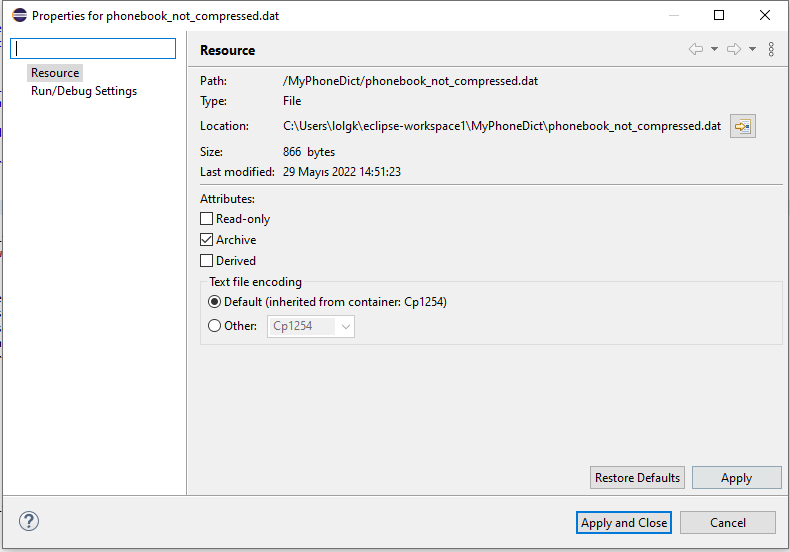 Properties for phonebook_not_compressed.dat
Resource
Run/Debug Settings
Resource
Path: /MyPhoneDict/phonebook_not_compressed.dat
Type: File
Location: C:\Users\lolgk\eclipse-workspace1\MyPhoneDict\phonebook_not_compressed.dat
Size: 866 bytes
Last modified: 29 Mayıs 2022 14:51:23
Attributes:
Read-only
Archive
Derived
Text file encoding
Default (inherited from container: Cp1254)
Other: Cp1254
Restore Defaults Apply
? Apply and Close Cancel